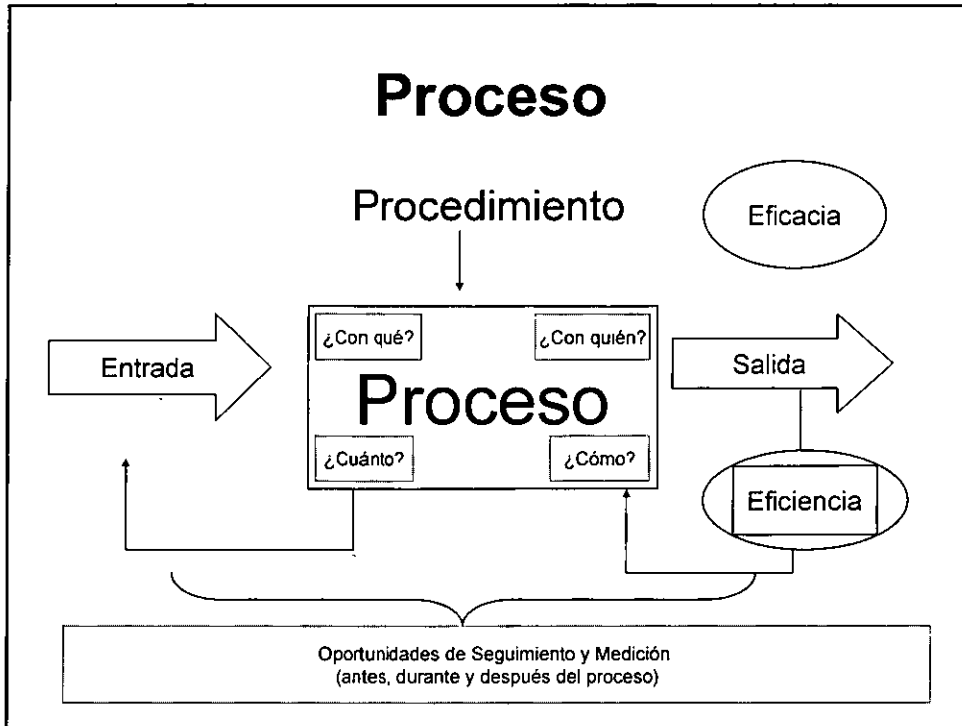 Proceso
Procedimiento
Eficacia
¿Con qué?
¿Con quién?
Entrada
Proceso
Salida
¿Cuánto?
¿Cómo?
Eficiencia
Oportunidades de Seguimiento y Medición
(antes, durante y después del proceso)